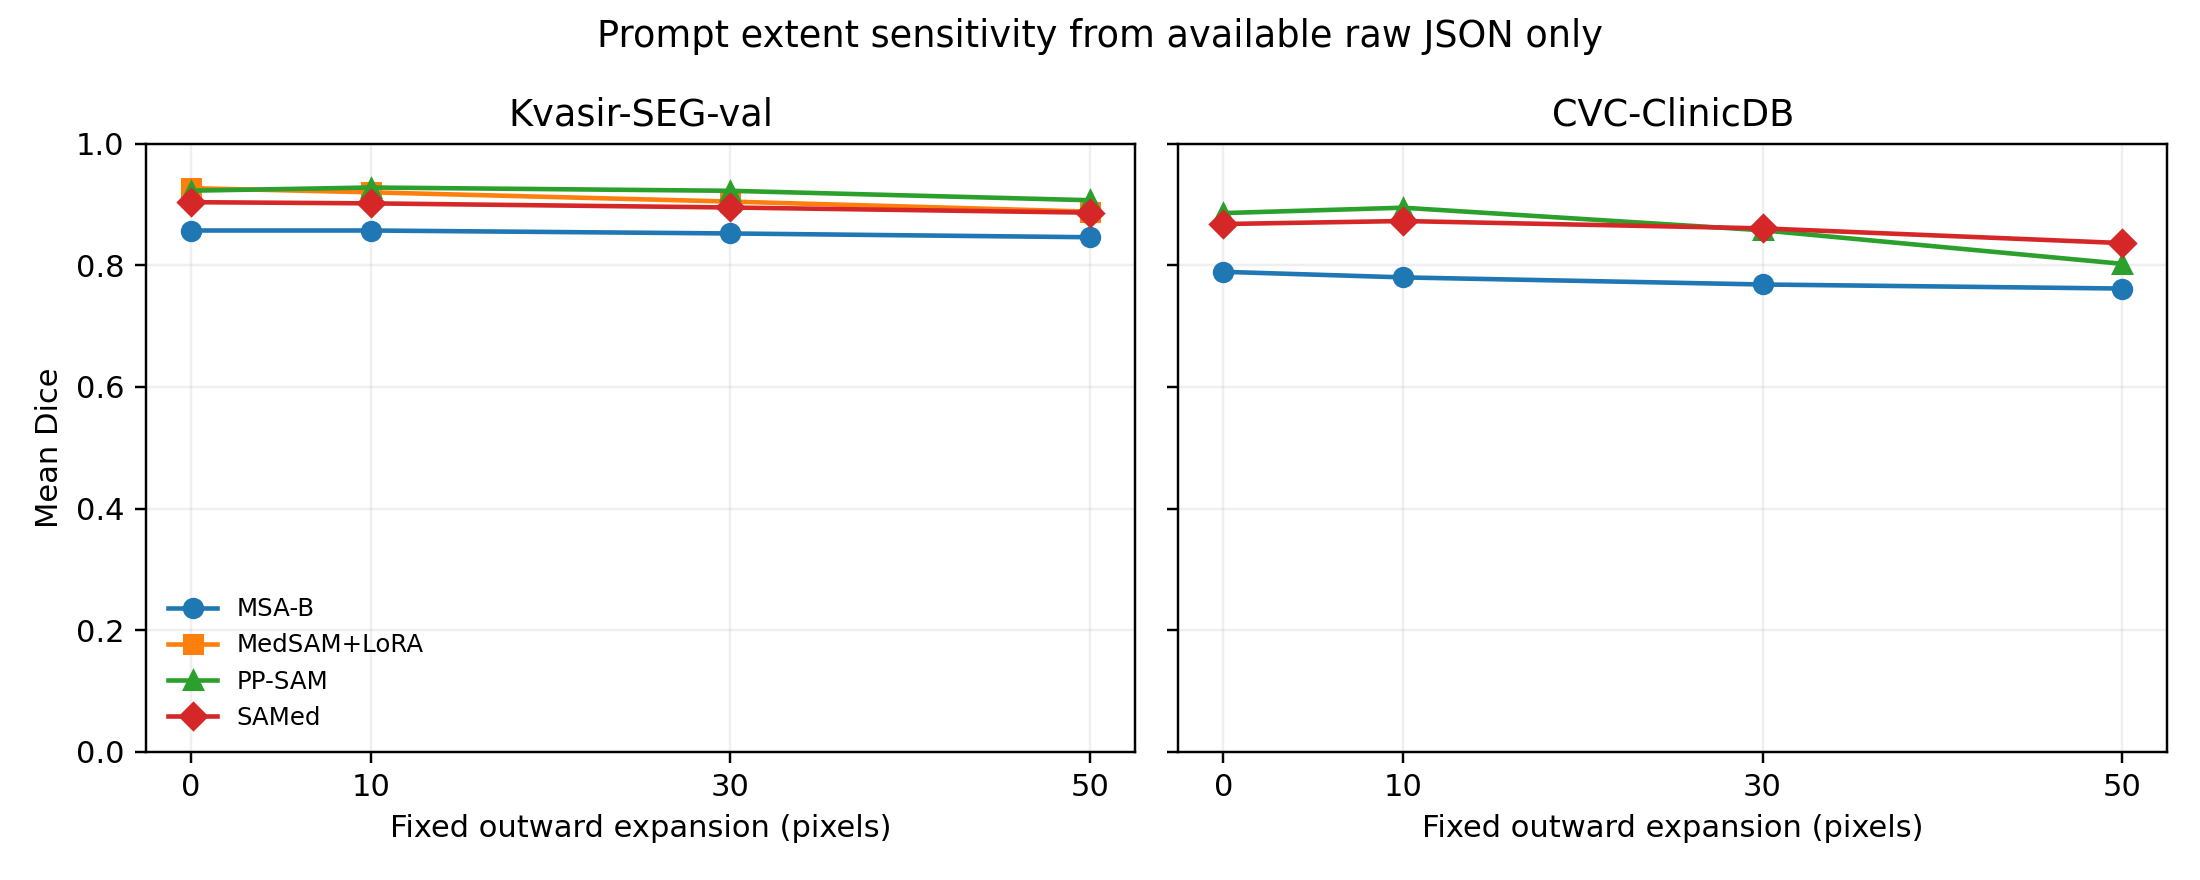 Prompt extent sensitivity from available raw JSON only
Kvasir-SEG-val
CVC-ClinicDB
Mean Dice
1.0
0.8
0.6
0.4
0.2
0.0
MSA-B
MedSAM+LoRA
PP-SAM
SAMed
0 10 30 50
0 10 30 50
Fixed outward expansion (pixels)
Fixed outward expansion (pixels)